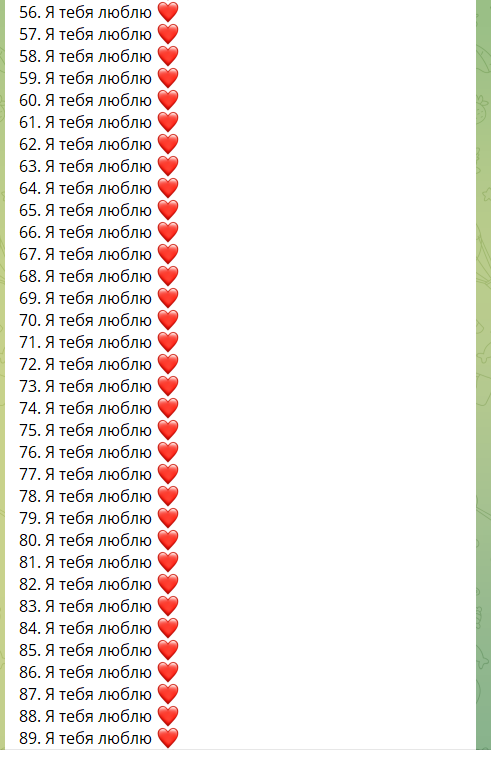 56. Я тебя люблю ❤️
57. Я тебя люблю ❤️
58. Я тебя люблю ❤️
59. Я тебя люблю ❤️
60. Я тебя люблю ❤️
61. Я тебя люблю ❤️
62. Я тебя люблю ❤️
63. Я тебя люблю ❤️
64. Я тебя люблю ❤️
65. Я тебя люблю ❤️
66. Я тебя люблю ❤️
67. Я тебя люблю ❤️
68. Я тебя люблю ❤️
69. Я тебя люблю ❤️
70. Я тебя люблю ❤️
71. Я тебя люблю ❤️
72. Я тебя люблю ❤️
73. Я тебя люблю ❤️
74. Я тебя люблю ❤️
75. Я тебя люблю ❤️
76. Я тебя люблю ❤️
77. Я тебя люблю ❤️
78. Я тебя люблю ❤️
79. Я тебя люблю ❤️
80. Я тебя люблю ❤️
81. Я тебя люблю ❤️
82. Я тебя люблю ❤️
83. Я тебя люблю ❤️
84. Я тебя люблю ❤️
85. Я тебя люблю ❤️
86. Я тебя люблю ❤️
87. Я тебя люблю ❤️
88. Я тебя люблю ❤️
89. Я тебя люблю ❤️